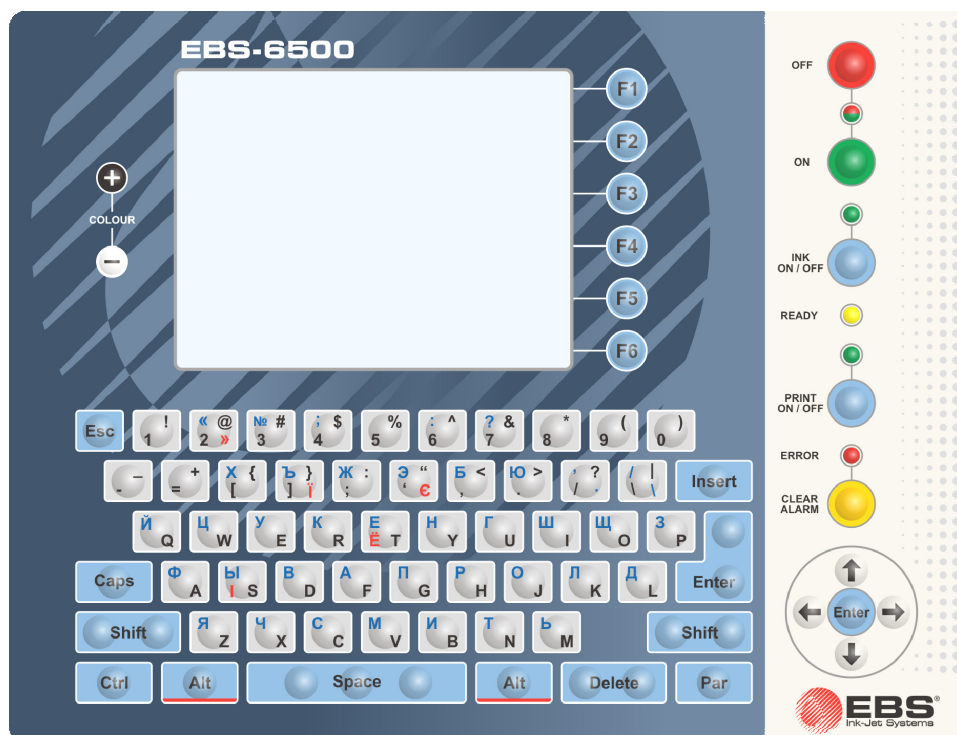 EBS-6500
F1
F2
F3
F4
F5
F6
+
COLOUR
−
Esc
! 1
« @ 2 »
№ # 3
; $ 4
% 5
: ^ 6
? & 7
* 8
( 9
) 0
_ -
+ =
Х { [
Ъ } ] Ї
Ж : ;
Э “ ‘ Є
Б < ,
Ю > .
, ? / .
/ | \ \
Insert
Й Q
Ц W
У E
К R
Е Ё T
Н Y
Г U
Ш I
Щ O
З P
Caps
Ф A
Ы І S
В D
А F
П G
Р H
О J
Л K
Д L
Enter
Shift
Я Z
Ч X
С C
М V
И B
Т N
Ь M
Shift
Ctrl
Alt
Space
Alt
Delete
Par
OFF
ON
INK
ON / OFF
READY
PRINT
ON / OFF
ERROR
CLEAR
ALARM
↑
← Enter →
↓
EBS®
Ink-Jet Systems